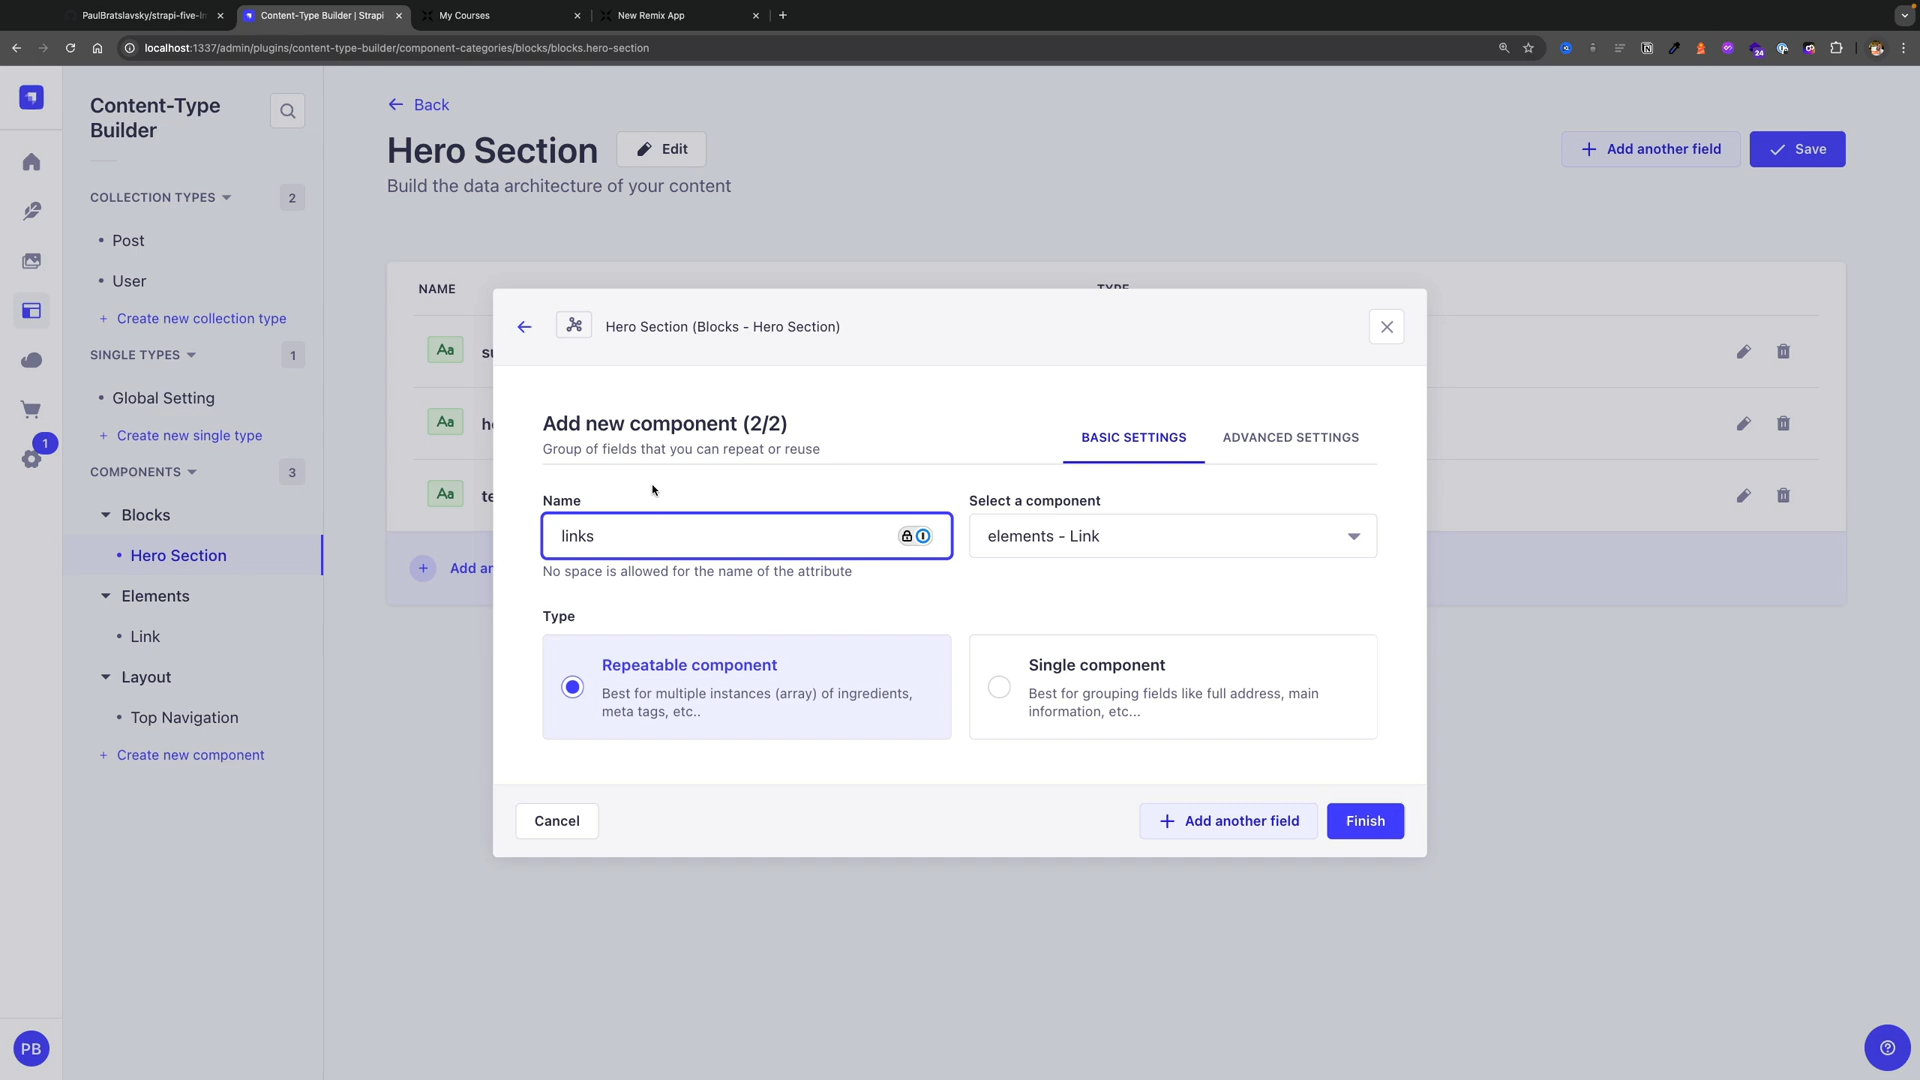 PaulBratslavsky/strapi-five-
Content-Type Builder | Strapi
My Courses
New Remix App
localhost:1337/admin/plugins/content-type-builder/component-categories/blocks/blocks.hero-section
24
Content-Type
Builder
COLLECTION TYPES
2
Post
User
+ Create new collection type
SINGLE TYPES
1
Global Setting
+ Create new single type
1
COMPONENTS
3
Blocks
Hero Section
Elements
Link
Layout
Top Navigation
+ Create new component
PB
Back
Hero Section
Edit
Build the data architecture of your content
Add another field
Save
NAME
TYPE
Aa
Aa
Aa
Hero Section (Blocks - Hero Section)
Add new component (2/2)
Group of fields that you can repeat or reuse
BASIC SETTINGS
ADVANCED SETTINGS
Name
links
No space is allowed for the name of the attribute
Select a component
elements - Link
Type
Repeatable component
Best for multiple instances (array) of ingredients,
meta tags, etc..
Single component
Best for grouping fields like full address, main
information, etc...
Cancel
Add another field
Finish